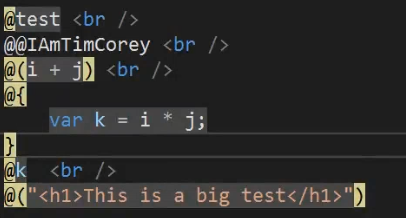 @test <br />
@@IAmTimCorey <br />
@(i + j) <br />
@{
    var k = i * j;
}
@k  <br />
@("<h1>This is a big test</h1>")